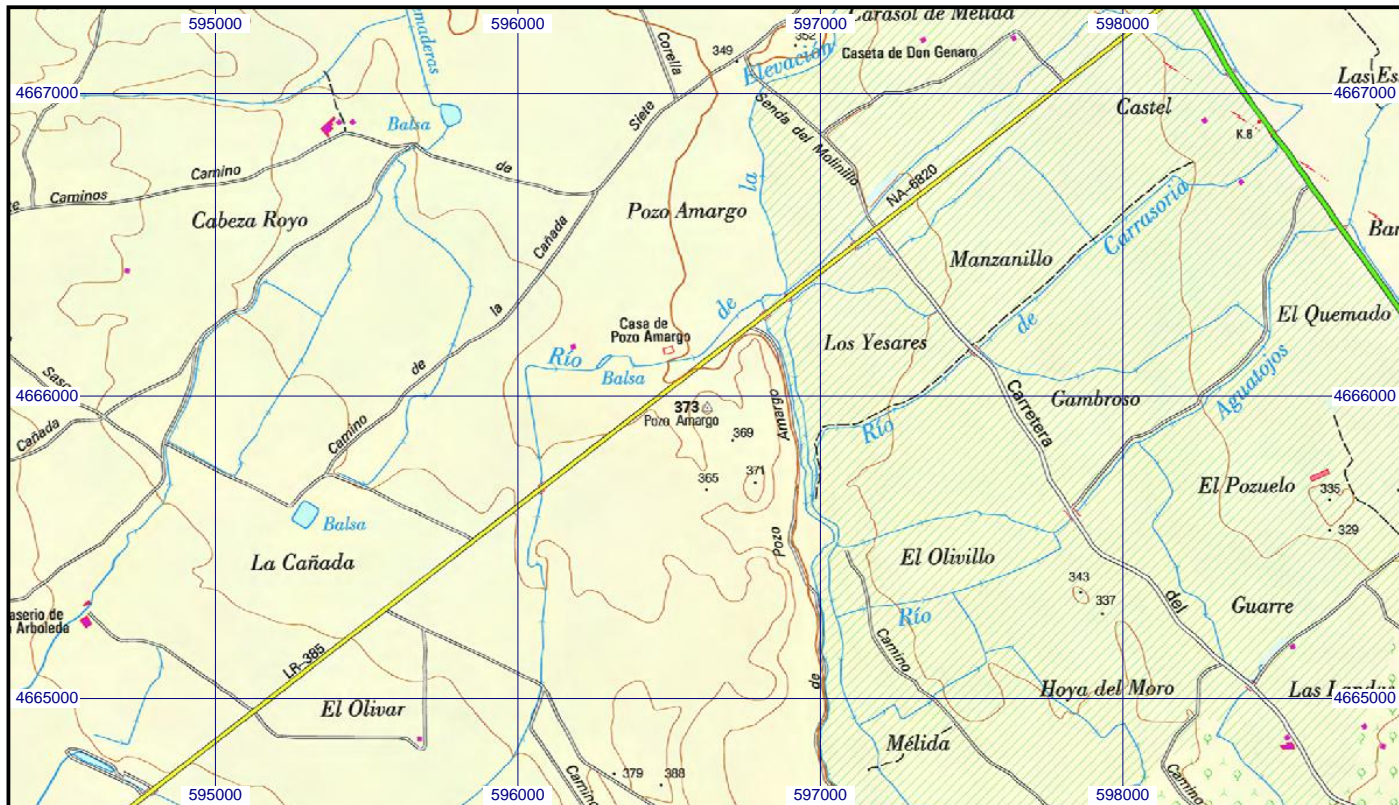 595000
596000
597000
598000
emaderas
Corella
349
352
Carasol de Mélida
Elevación
Caseta de Don Genaro
4667000
4667000
Las Es
Castel
K.8
Balsa
Siete
Senda del Molinillo
Camino
de
la
NA-6820
Caminos
Cabeza Royo
Pozo Amargo
Carrasoria
Bar
Cañada
Manzanillo
de
la
de
El Quemado
Casa de
Pozo Amargo
Los Yesares
Río
Balsa
de
Saso
4666000
4666000
373
Pozo Amargo
Amargo
Carretera
Gambroso
Aguatojos
Cañada
Camino
369
Río
365
371
El Pozuelo
335
Balsa
329
Pozo
La Cañada
El Olivillo
343
337
del
Guarre
aserio de
Arboleda
Río
Camino
LR-385
de
4665000
4665000
El Olivar
Hoya del Moro
Mélida
379
388
Camino
Camino
595000
596000
597000
598000